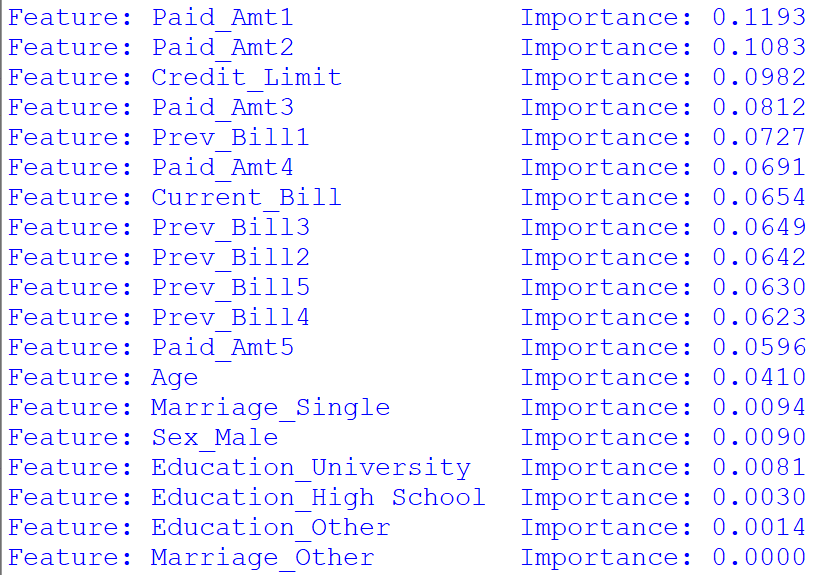 Feature: Paid_Amt1 Importance: 0.1193
Feature: Paid_Amt2 Importance: 0.1083
Feature: Credit_Limit Importance: 0.0982
Feature: Paid_Amt3 Importance: 0.0812
Feature: Prev_Bill1 Importance: 0.0727
Feature: Paid_Amt4 Importance: 0.0691
Feature: Current_Bill Importance: 0.0654
Feature: Prev_Bill3 Importance: 0.0649
Feature: Prev_Bill2 Importance: 0.0642
Feature: Prev_Bill5 Importance: 0.0630
Feature: Prev_Bill4 Importance: 0.0623
Feature: Paid_Amt5 Importance: 0.0596
Feature: Age Importance: 0.0410
Feature: Marriage_Single Importance: 0.0094
Feature: Sex_Male Importance: 0.0090
Feature: Education_University Importance: 0.0081
Feature: Education_High School Importance: 0.0030
Feature: Education_Other Importance: 0.0014
Feature: Marriage_Other Importance: 0.0000